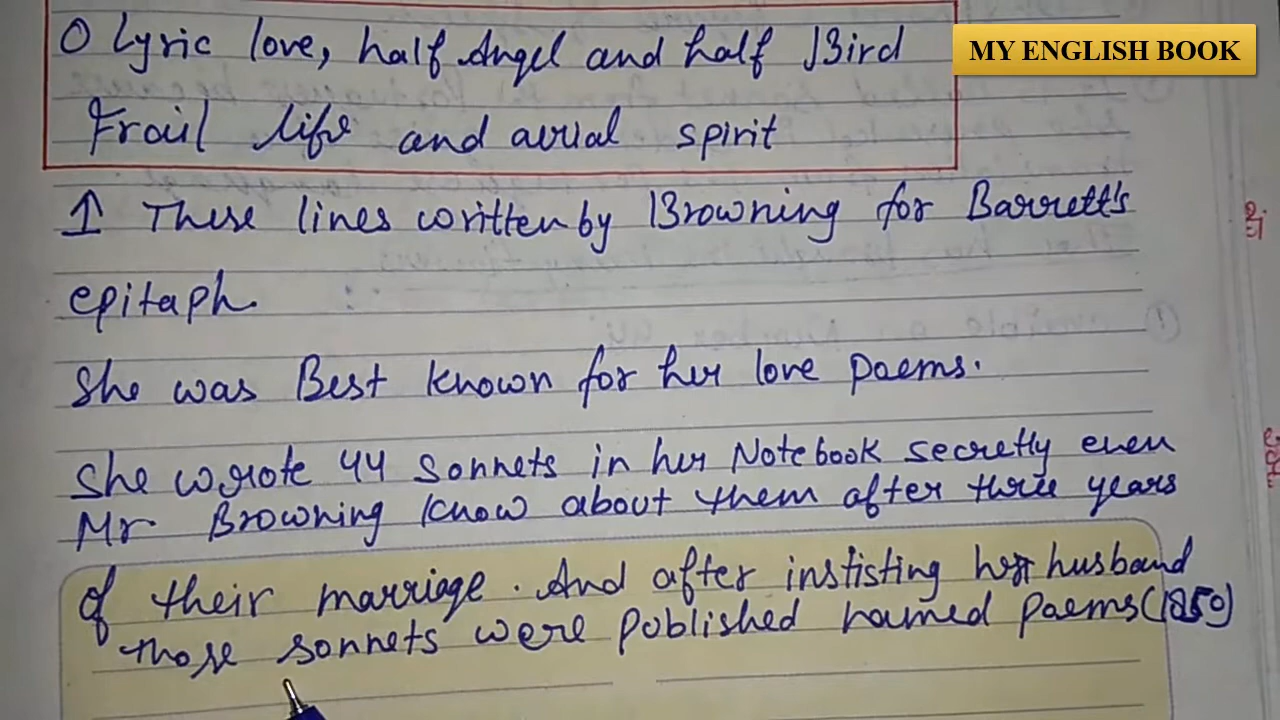 O Lyric love, half Angel and half Bird
MY ENGLISH BOOK
Frail life and aerial spirit
↑ These lines written by Browning for Barrett's
epitaph
She was Best known for her love Poems.
She wrote 44 sonnets in her Notebook secretly even
Mr Browning know about them after three years
of their marriage. And after instisting her husband
those sonnets were published named Poems (1850)